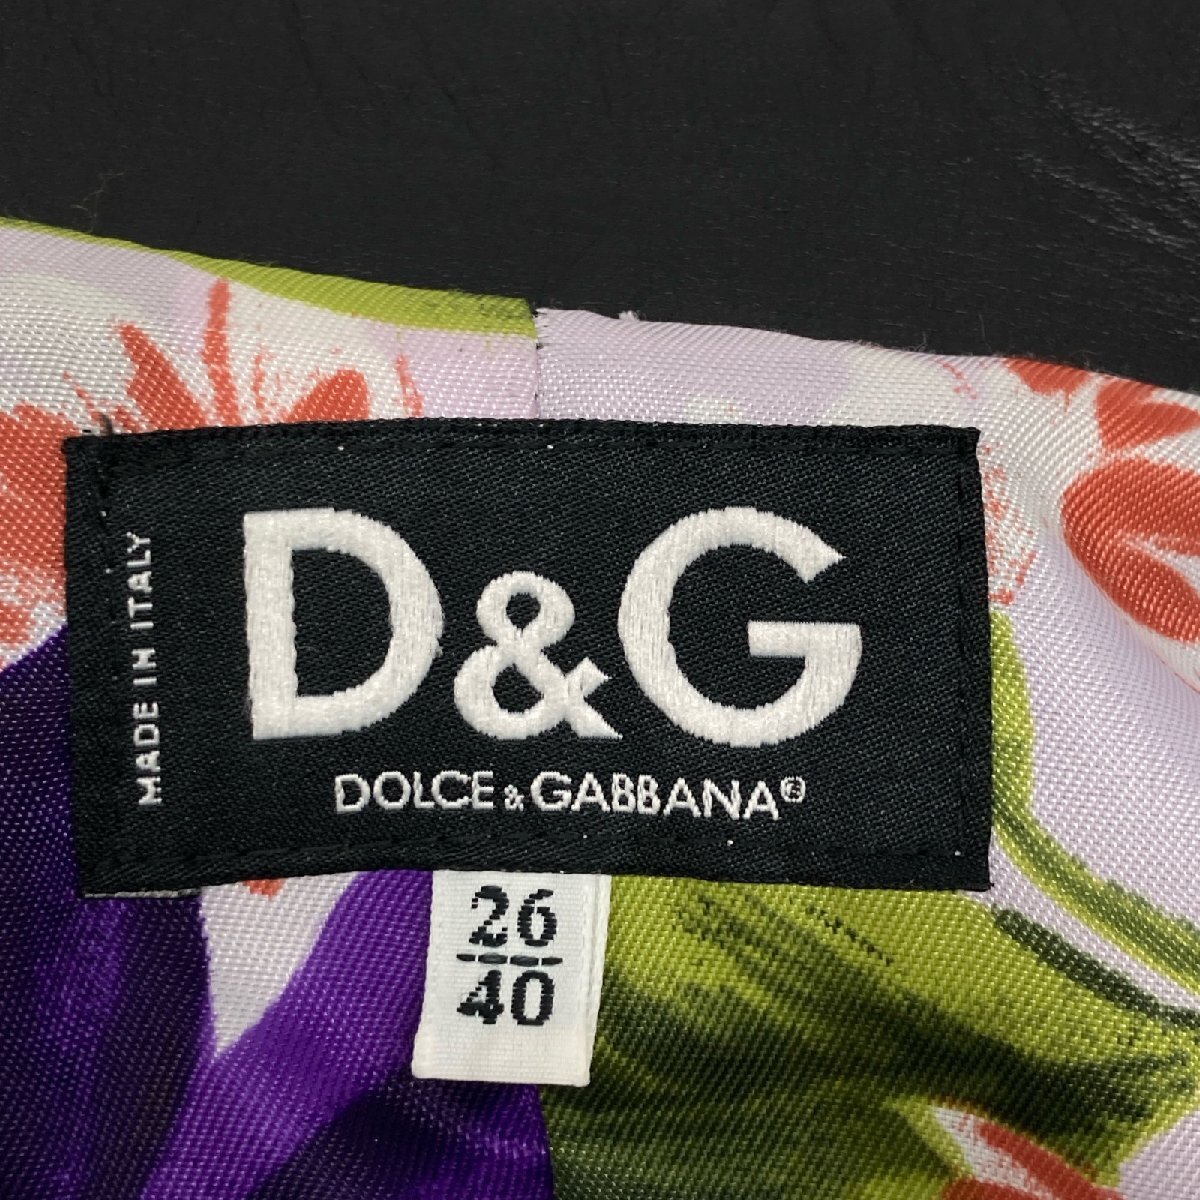 MADE IN ITALY
D&G
DOLCE & GABBANA®
26
40